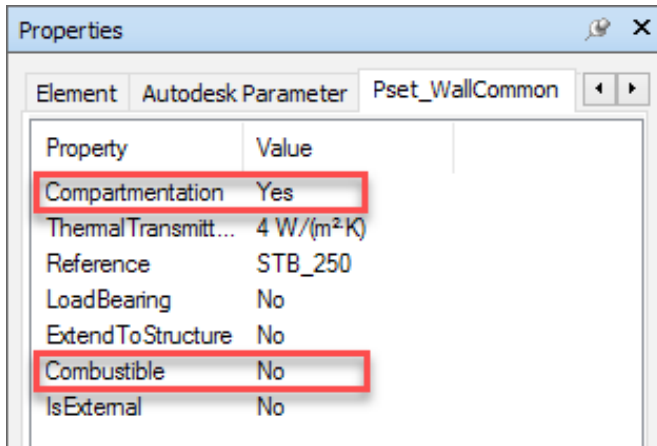 Properties
Element Autodesk Parameter Pset_WallCommon
Property Value
Compartmentation Yes
ThermalTransmitt... 4 W/(m²K)
Reference STB_250
LoadBearing No
ExtendToStructure No
Combustible No
IsExternal No